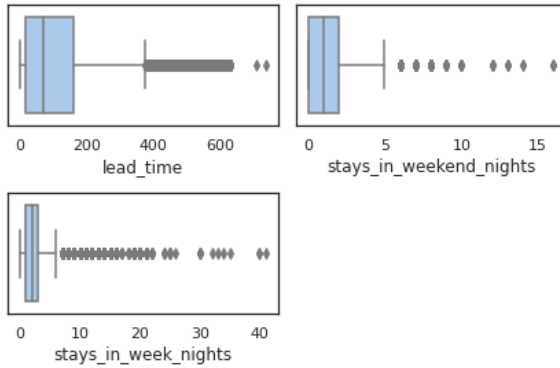 0 200 400 600
lead_time
0 5 10 15
stays_in_weekend_nights
0 10 20 30 40
stays_in_week_nights